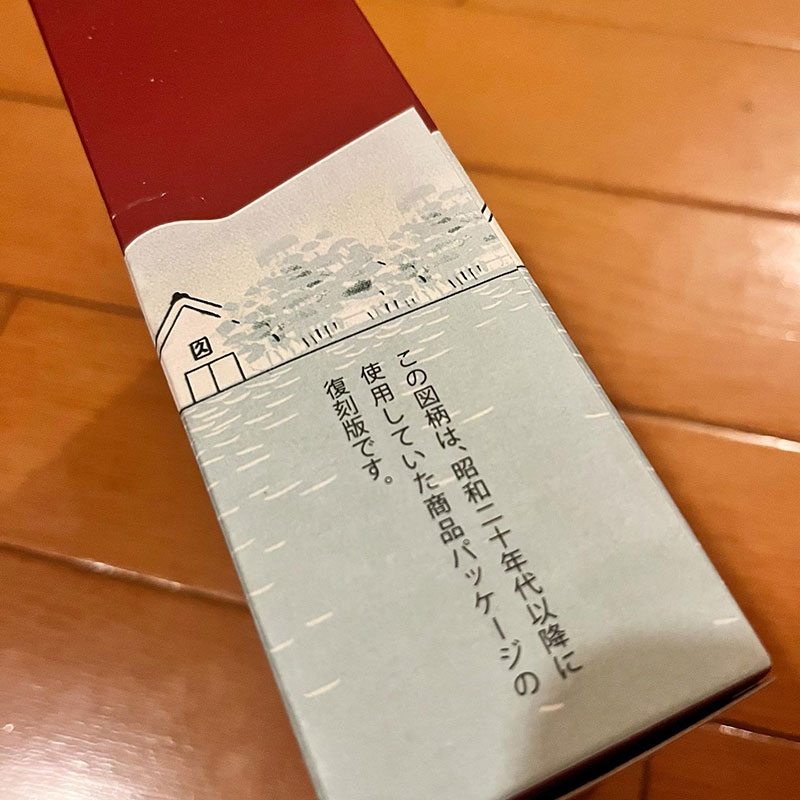 この図柄は、昭和二十年代以降に
使用していた商品パッケージの
復刻版です。
久